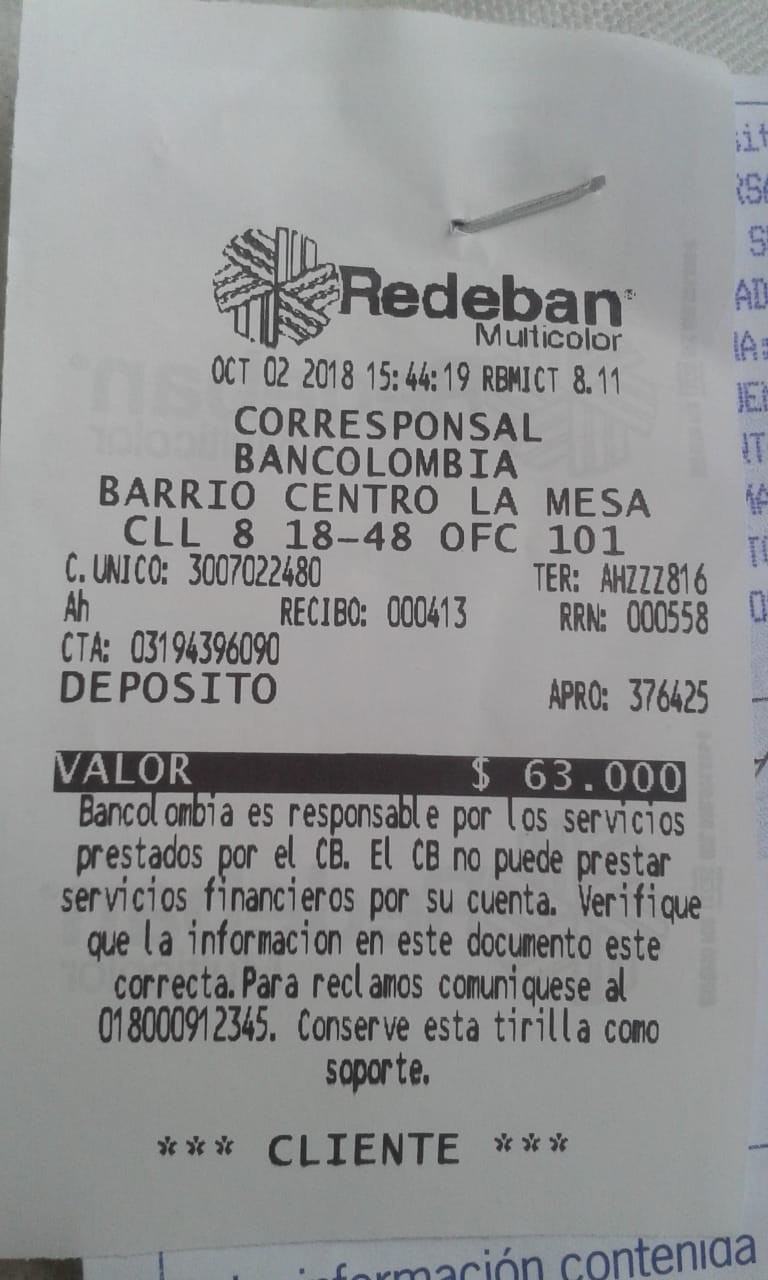 Redeban®
Multicolor
OCT 02 2018 15:44:19 RBMICT 8.11
CORRESPONSAL
BANCOLOMBIA
BARRIO CENTRO LA MESA
CLL 8 18-48 OFC 101
C. UNICO: 3007022480 TER: AHZZZ816
Ah RECIBO: 000413 RRN: 000558
CTA: 03194396090
DEPOSITO APRO: 376425
VALOR $ 63.000
Bancolombia es responsable por los servicios
prestados por el CB. El CB no puede prestar
servicios financieros por su cuenta. Verifique
que la informacion en este documento este
correcta. Para reclamos comuniquese al
018000912345. Conserve esta tirilla como
soporte.
*** CLIENTE ***
información contenida